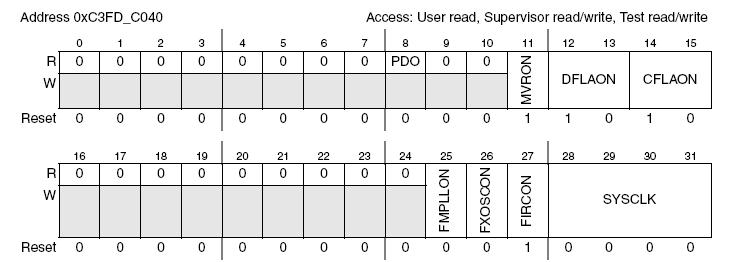 Address 0xC3FD_C040 Access: User read, Supervisor read/write, Test read/write
0 1 2 3 4 5 6 7 8 9 10 11 12 13 14 15
R 0 0 0 0 0 0 0 0 PDO 0 0 MVRON DFLAON CFLAON
W
Reset 0 0 0 0 0 0 0 0 0 0 0 1 1 0 1 0
16 17 18 19 20 21 22 23 24 25 26 27 28 29 30 31
R 0 0 0 0 0 0 0 0 0 FMPLLON FXOSCON FIRCON SYSCLK
W
Reset 0 0 0 0 0 0 0 0 0 0 0 1 0 0 0 0